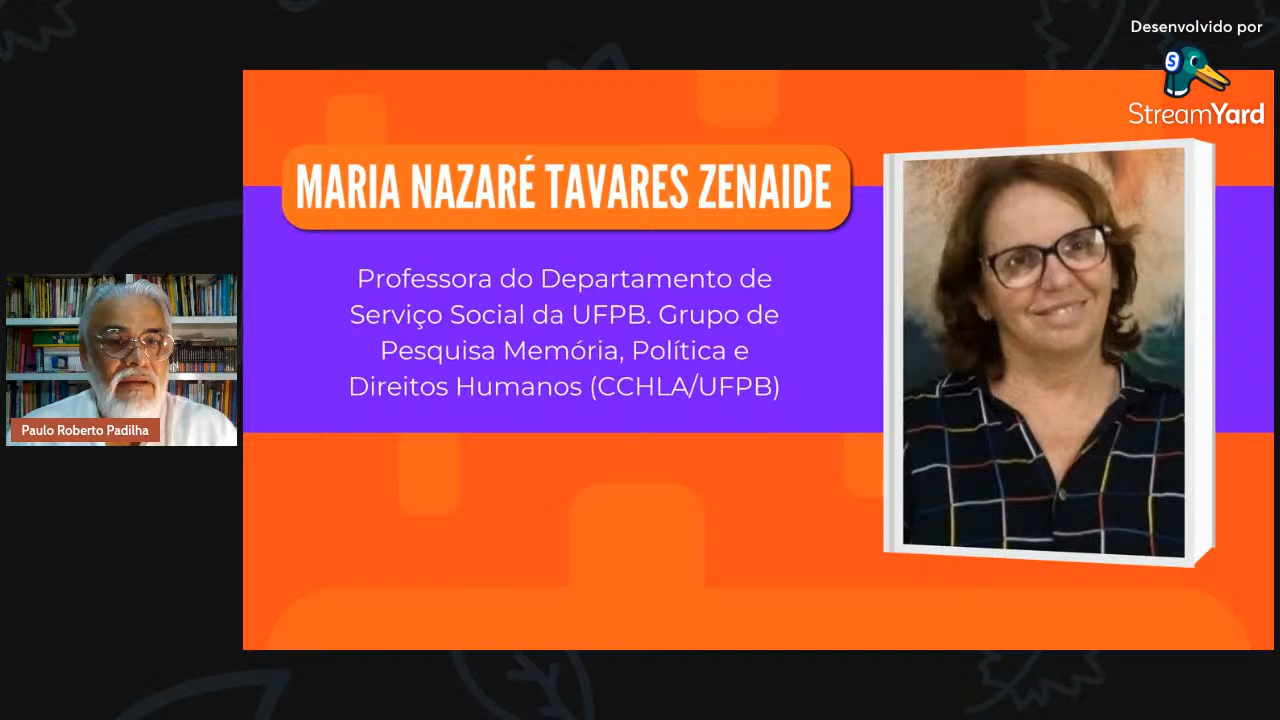 Desenvolvido por
S
StreamYard
MARIA NAZARÉ TAVARES ZENAIDE
Professora do Departamento de
Serviço Social da UFPB. Grupo de
Pesquisa Memória, Política e
Direitos Humanos (CCHLA/UFPB)
Paulo Roberto Padilha